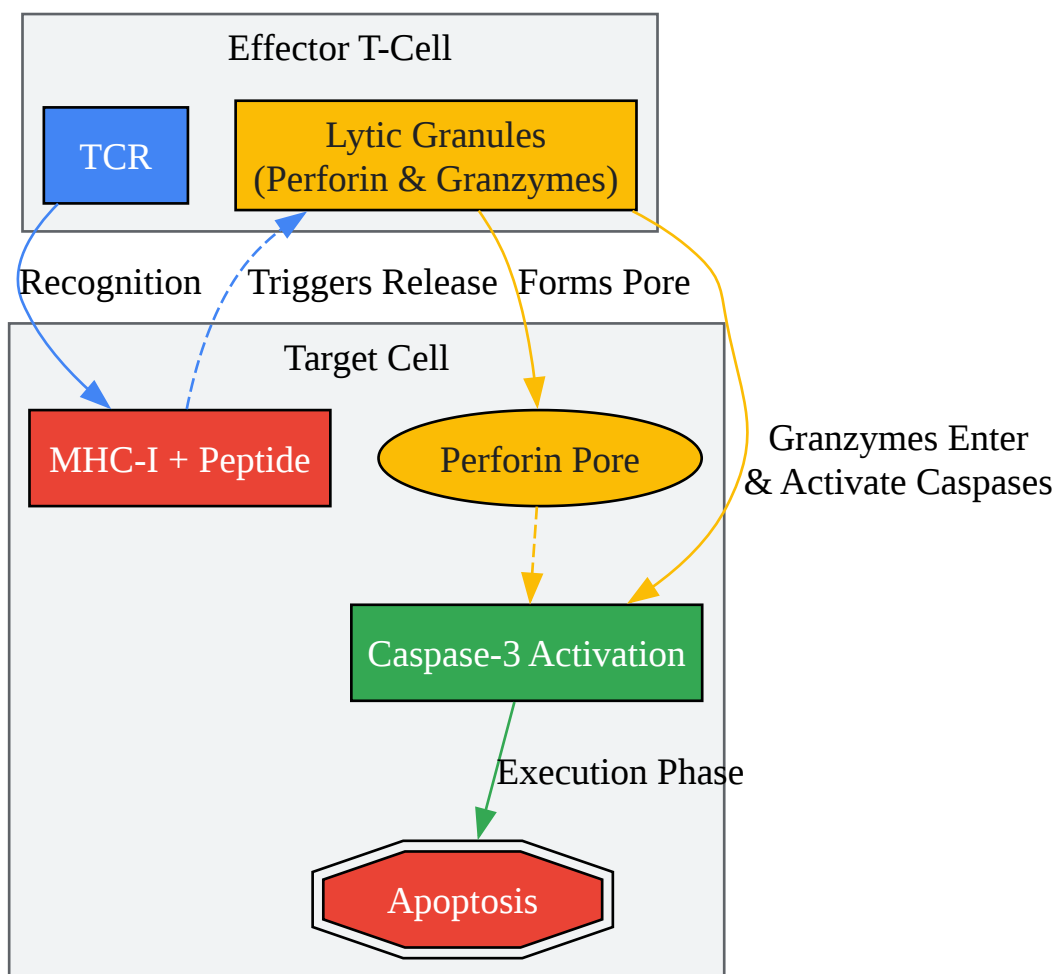 Effector T-Cell
TCR
Lytic Granules
(Perforin & Granzymes)
Recognition
Triggers Release
Forms Pore
Target Cell
MHC-I + Peptide
Perforin Pore
Granzymes Enter
& Activate Caspases
Caspase-3 Activation
Execution Phase
Apoptosis